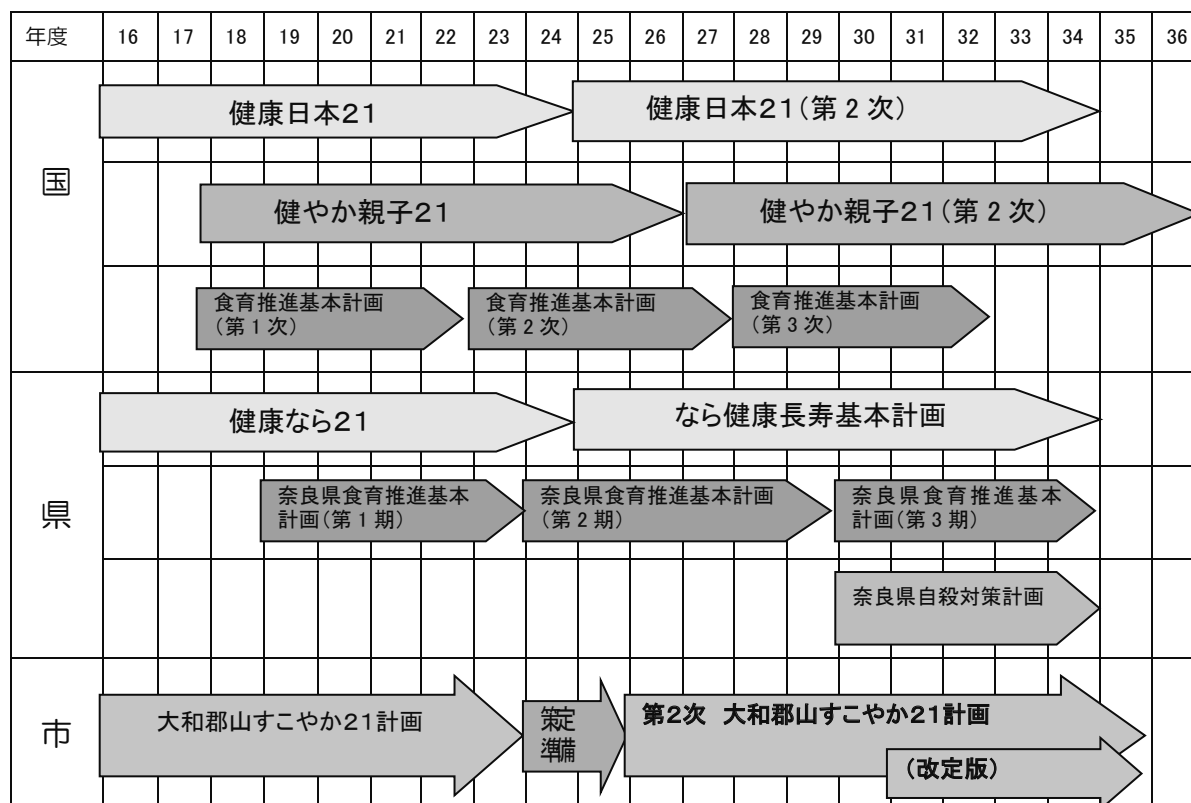 年度 16 17 18 19 20 21 22 23 24 25 26 27 28 29 30 31 32 33 34 35 36
国
健康日本21
健康日本21(第2次)
健やか親子21
健やか親子21(第2次)
食育推進基本計画
(第1次)
食育推進基本計画
(第2次)
食育推進基本計画
(第3次)
県
健康なら21
なら健康長寿基本計画
奈良県食育推進基本
計画(第1期)
奈良県食育推進基本計画
(第2期)
奈良県食育推進基本
計画(第3期)
奈良県自殺対策計画
市
大和郡山すこやか21計画
策定
準備
第2次 大和郡山すこやか21計画
(改定版)